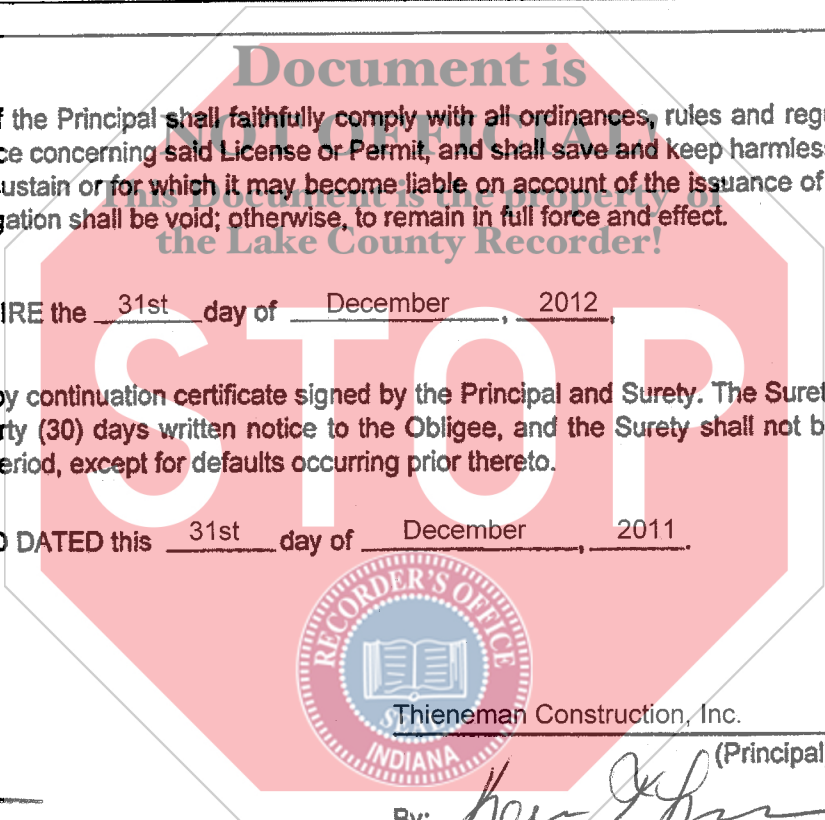 Document is
f the Principal shall faithfully comply with all ordinances, rules and regu
NOT OFFICIAL!
ce concerning said License or Permit, and shall save and keep harmless
ustain or for which it may become liable on account of the issuance of
This Document is the property of
gation shall be void; otherwise, to remain in full force and effect.
the Lake County Recorder!
IRE the 31st day of December, 2012,
STOP
by continuation certificate signed by the Principal and Surety. The Suret
rty (30) days written notice to the Obligee, and the Surety shall not b
eriod, except for defaults occurring prior thereto.
D DATED this 31st day of December, 2011.
RECORDER'S OFFICE
SEAL
INDIANA
Thieneman Construction, Inc.
(Principal
By: